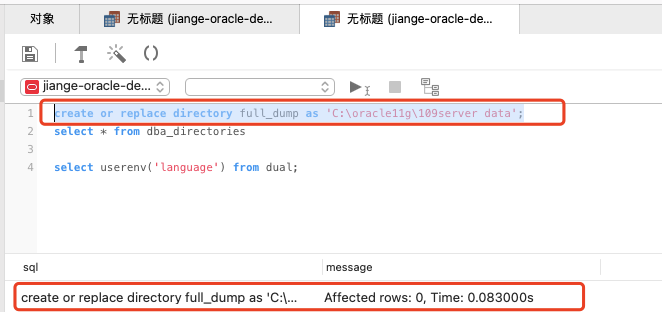 对象
无标题 (jiange-oracle-de...
无标题 (jiange-oracle-de...
jiange-oracle-de...
1 create or replace directory full_dump as 'C:\oracle11g\109server data';
2 select * from dba_directories
3
4 select userenv('language') from dual;
sql message
create or replace directory full_dump as 'C:\... Affected rows: 0, Time: 0.083000s